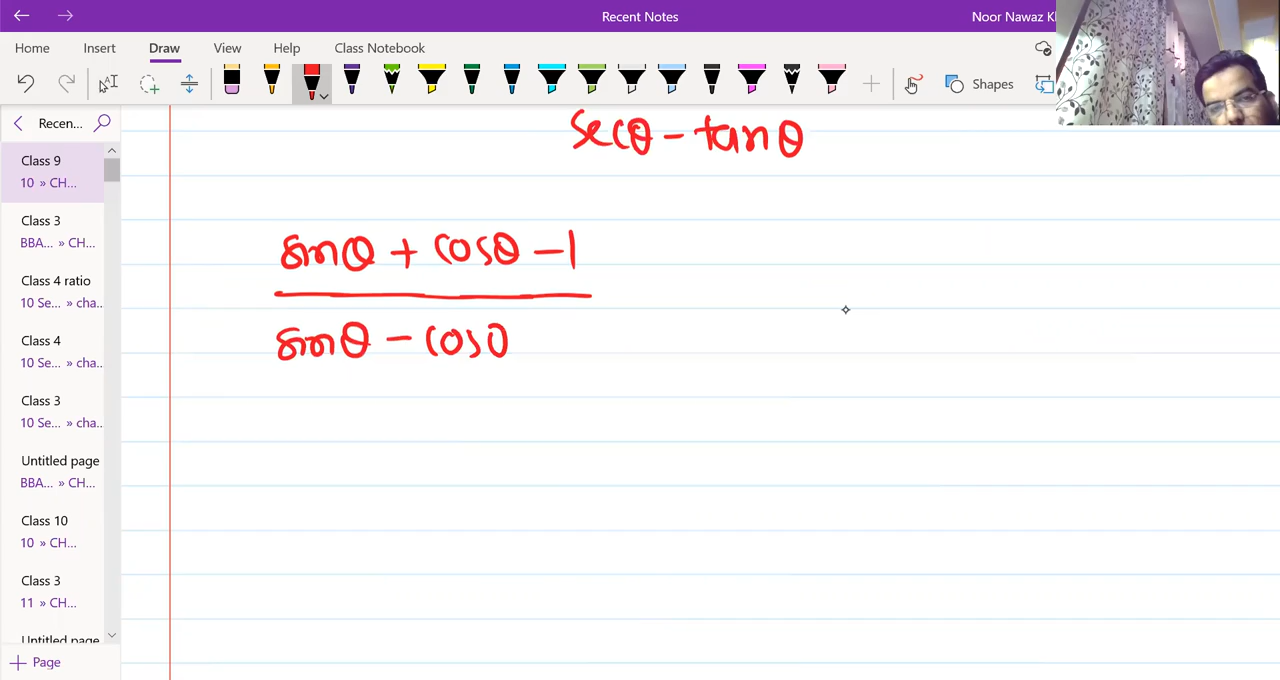 Recent Notes
Noor Nawaz Kh
Home Insert Draw View Help Class Notebook
Shapes
Recen...
Class 9
10 » CH...
Class 3
BBA... » CH...
Class 4 ratio
10 Se... » cha...
Class 4
10 Se... » cha..
Class 3
10 Se... » cha..
Untitled page
BBA... » CH...
Class 10
10 » CH...
Class 3
11 » CH...
Untitled page
Page
secθ - tanθ
sinθ + cosθ - 1
sinθ - cosθ